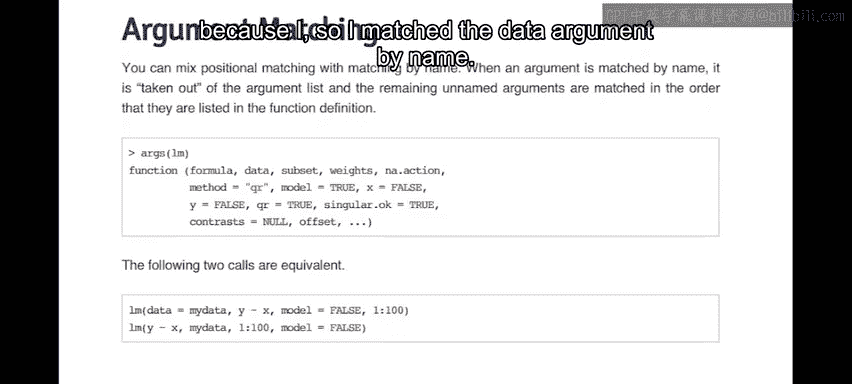 Argument Matching
because I, so I matched the data argument
by name.
You can mix positional matching with matching by name. When an argument is matched by name, it
is “taken out” of the argument list and the remaining unnamed arguments are matched in the order
that they are listed in the function definition.
> args(lm)
function (formula, data, subset, weights, na.action,
method = "qr", model = TRUE, x = FALSE,
y = FALSE, qr = TRUE, singular.ok = TRUE,
contrasts = NULL, offset, ...)
The following two calls are equivalent.
lm(data = mydata, y ~ x, model = FALSE, 1:100)
lm(y ~ x, mydata, 1:100, model = FALSE)